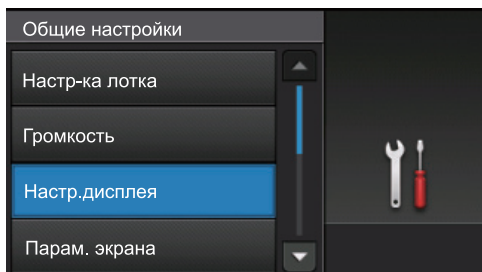 Общие настройки
Настр-ка лотка
Громкость
Настр.дисплея
Парам. экрана